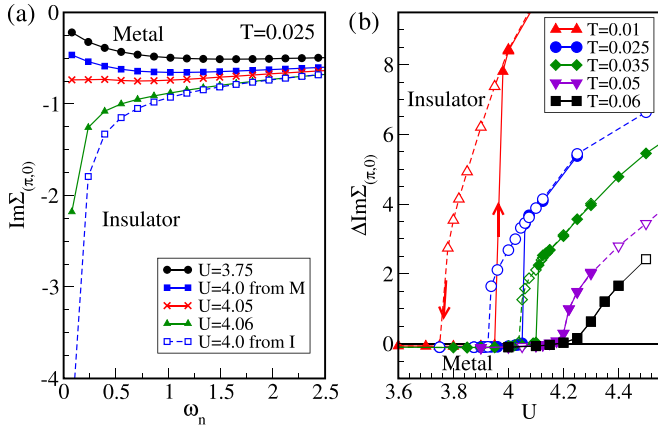 (a)
Metal
T=0.025
Insulator
ImΣ(π,0)
0
-1
-2
-3
-4
0
0.5
1
1.5
2
2.5
ωn
U=3.75
U=4.0 from M
U=4.05
U=4.06
U=4.0 from I
(b)
Insulator
Metal
ΔImΣ(π,0)
8
6
4
2
0
3.6
3.8
4
4.2
4.4
U
T=0.01
T=0.025
T=0.035
T=0.05
T=0.06